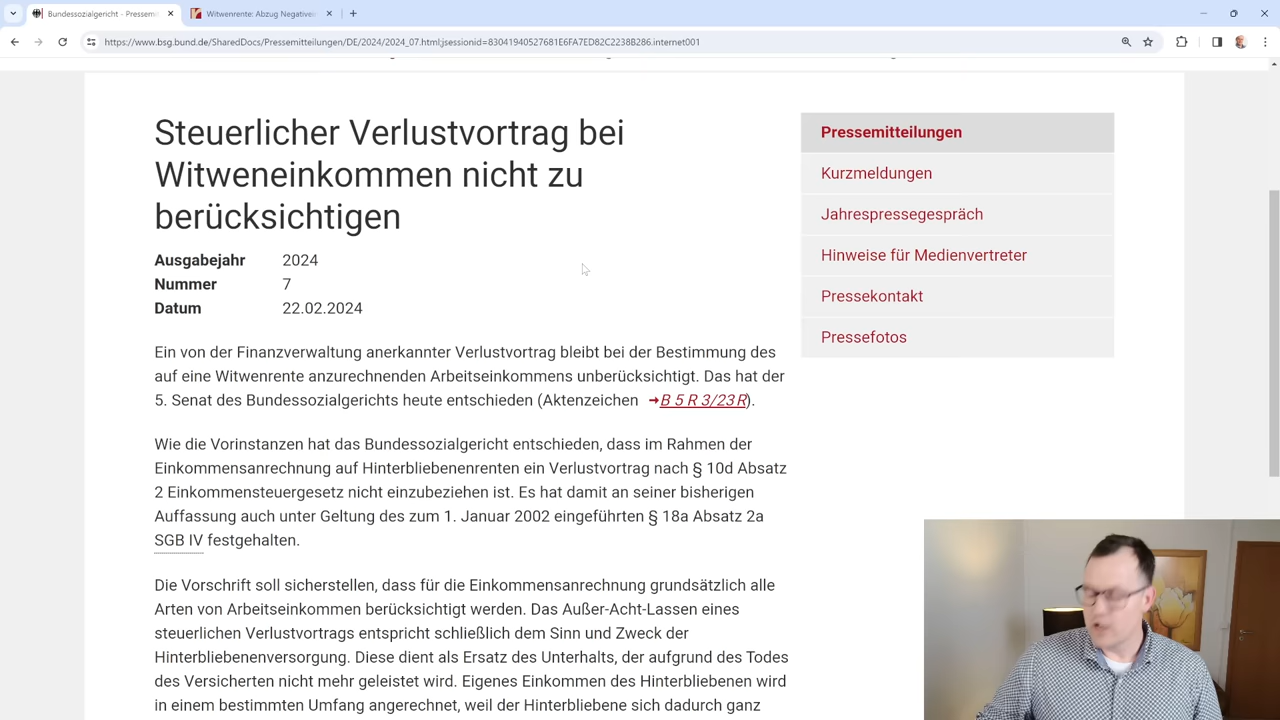 Bundessozialgericht - Pressemit
Witwenrente: Abzug Negativei
https://www.bsg.bund.de/SharedDocs/Pressemitteilungen/DE/2024/2024_07.html;jsessionid=83041940527681E6FA7ED82C2238B286.internet001
Steuerlicher Verlustvortrag bei
Witweneinkommen nicht zu
berücksichtigen
Ausgabejahr 2024
Nummer 7
Datum 22.02.2024
Ein von der Finanzverwaltung anerkannter Verlustvortrag bleibt bei der Bestimmung des
auf eine Witwenrente anzurechnenden Arbeitseinkommens unberücksichtigt. Das hat der
5. Senat des Bundessozialgerichts heute entschieden (Aktenzeichen →B 5 R 3/23 R).
Wie die Vorinstanzen hat das Bundessozialgericht entschieden, dass im Rahmen der
Einkommensanrechnung auf Hinterbliebenenrenten ein Verlustvortrag nach § 10d Absatz
2 Einkommensteuergesetz nicht einzubeziehen ist. Es hat damit an seiner bisherigen
Auffassung auch unter Geltung des zum 1. Januar 2002 eingeführten § 18a Absatz 2a
SGB IV festgehalten.
Die Vorschrift soll sicherstellen, dass für die Einkommensanrechnung grundsätzlich alle
Arten von Arbeitseinkommen berücksichtigt werden. Das Außer-Acht-Lassen eines
steuerlichen Verlustvortrags entspricht schließlich dem Sinn und Zweck der
Hinterbliebenenversorgung. Diese dient als Ersatz des Unterhalts, der aufgrund des Todes
des Versicherten nicht mehr geleistet wird. Eigenes Einkommen des Hinterbliebenen wird
in einem bestimmten Umfang angerechnet, weil der Hinterbliebene sich dadurch ganz
Pressemitteilungen
Kurzmeldungen
Jahrespressegespräch
Hinweise für Medienvertreter
Pressekontakt
Pressefotos